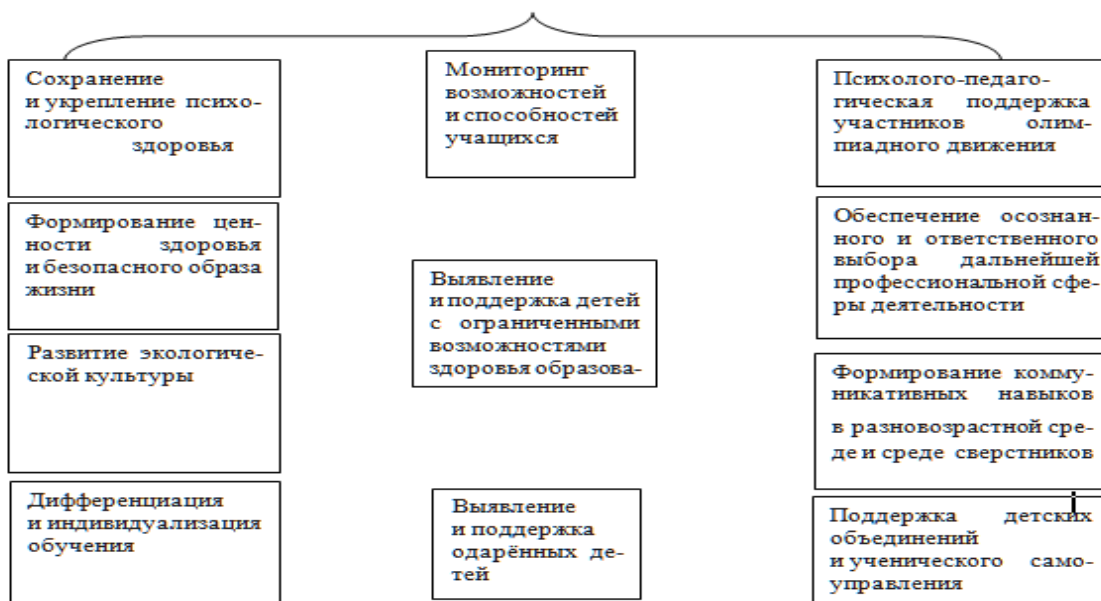 Сохранение
и укрепление психо-
логического
здоровья
Формирование цен-
ности здоровья
и безопасного образа
жизни
Развитие экологиче-
ской культуры
Дифференциация
и индивидуализация
обучения
Мониторинг
возможностей
и способностей
учащихся
Выявление
и поддержка детей
с ограниченными
возможностями
здоровья образова-
Выявление
и поддержка
одарённых де-
тей
Психолого-педаго-
гическая поддержка
участников олим-
пиадного движения
Обеспечение осознан-
ного и ответственного
выбора дальнейшей
профессиональной сфе-
ры деятельности
Формирование комму-
никативных навыков
в разновозрастной сре-
де и среде сверстников
Поддержка детских
объединений
и ученического само-
управления